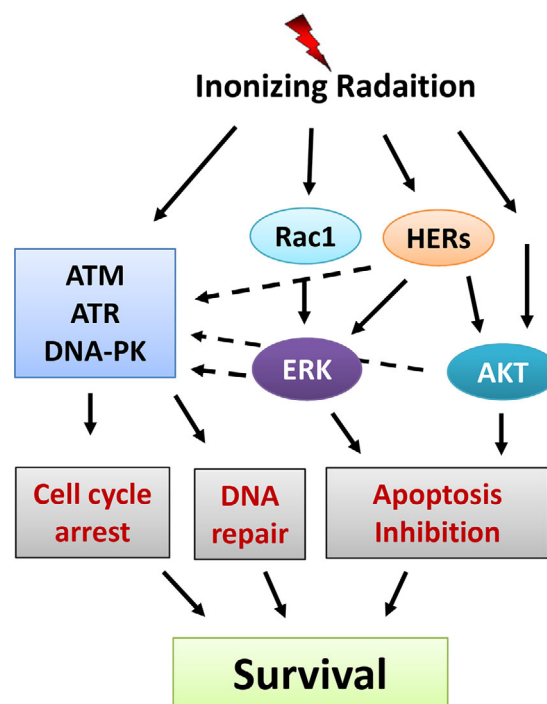 Inonizing Radaition
Rac1
HERs
ATM
ATR
DNA-PK
ERK
AKT
Cell cycle
arrest
DNA
repair
Apoptosis
Inhibition
Survival